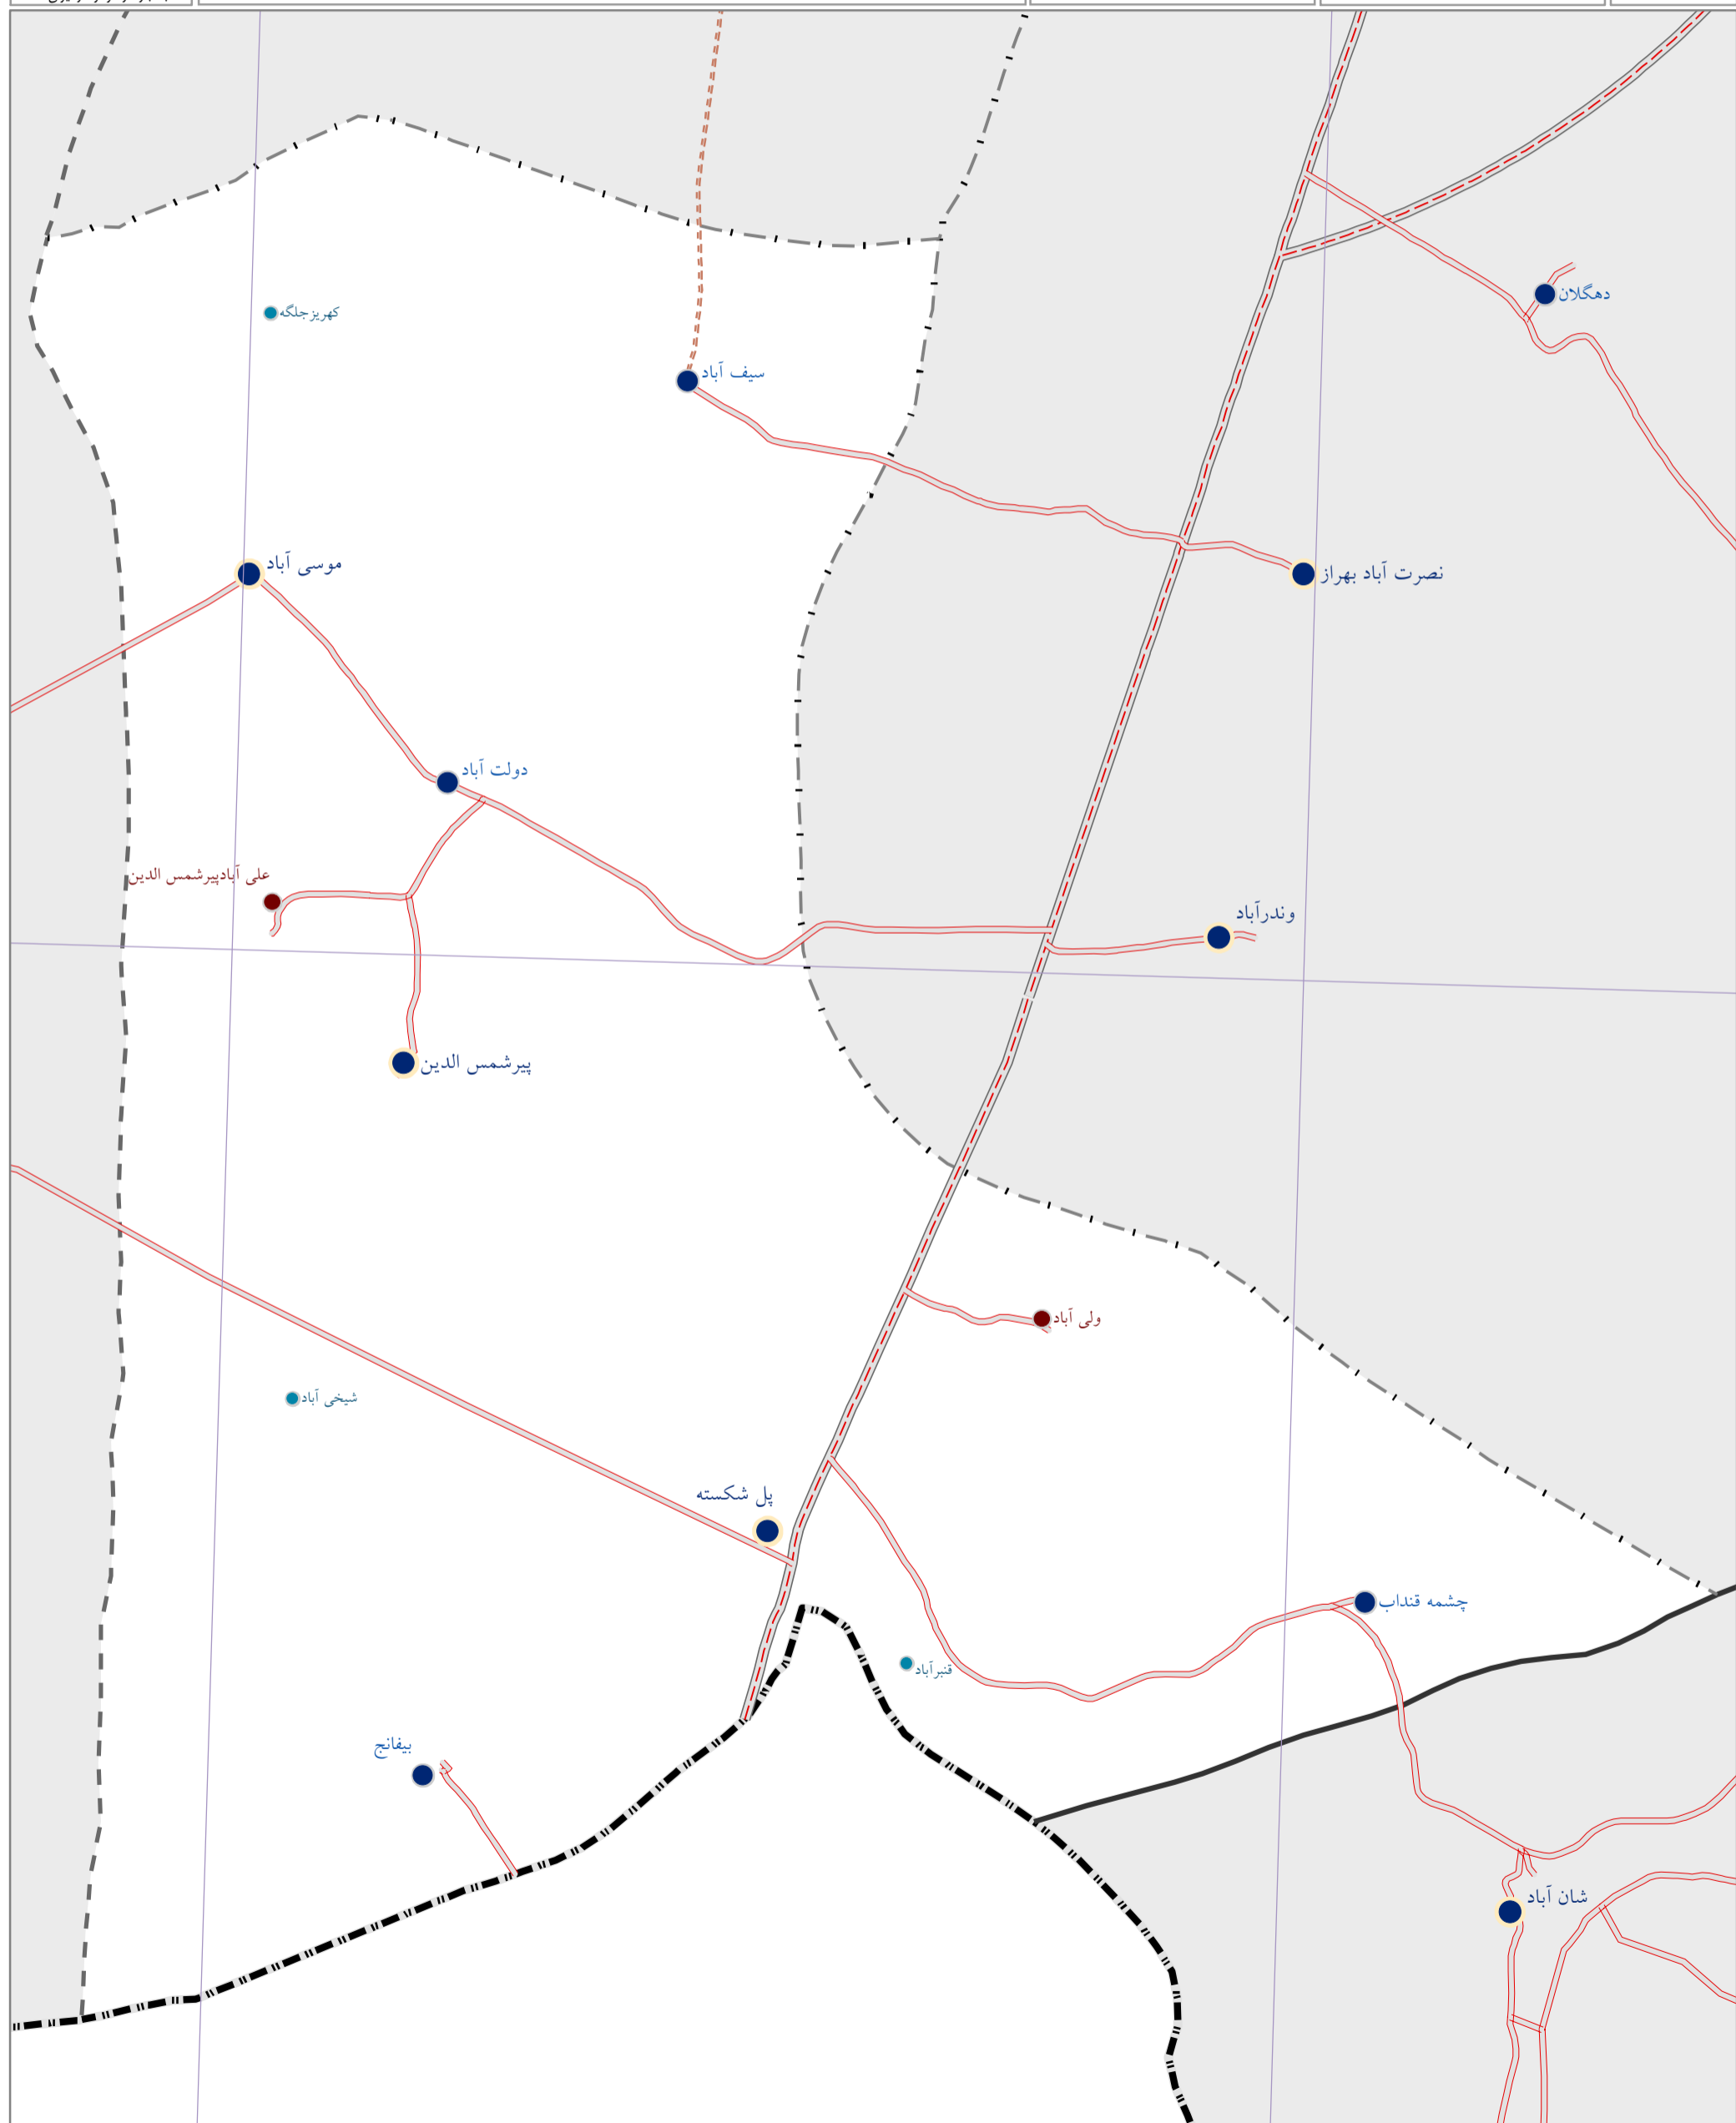 دهگلان
کهریزجلگه
سیف آباد
موسی آباد
نصرت آباد بهراز
دولت آباد
علی آبادپیرشمس الدین
وندرآباد
پیرشمس الدین
ولی آباد
شیخی آباد
پل شکسته
چشمه قنداب
قنبرآباد
بیفانج
شان آباد